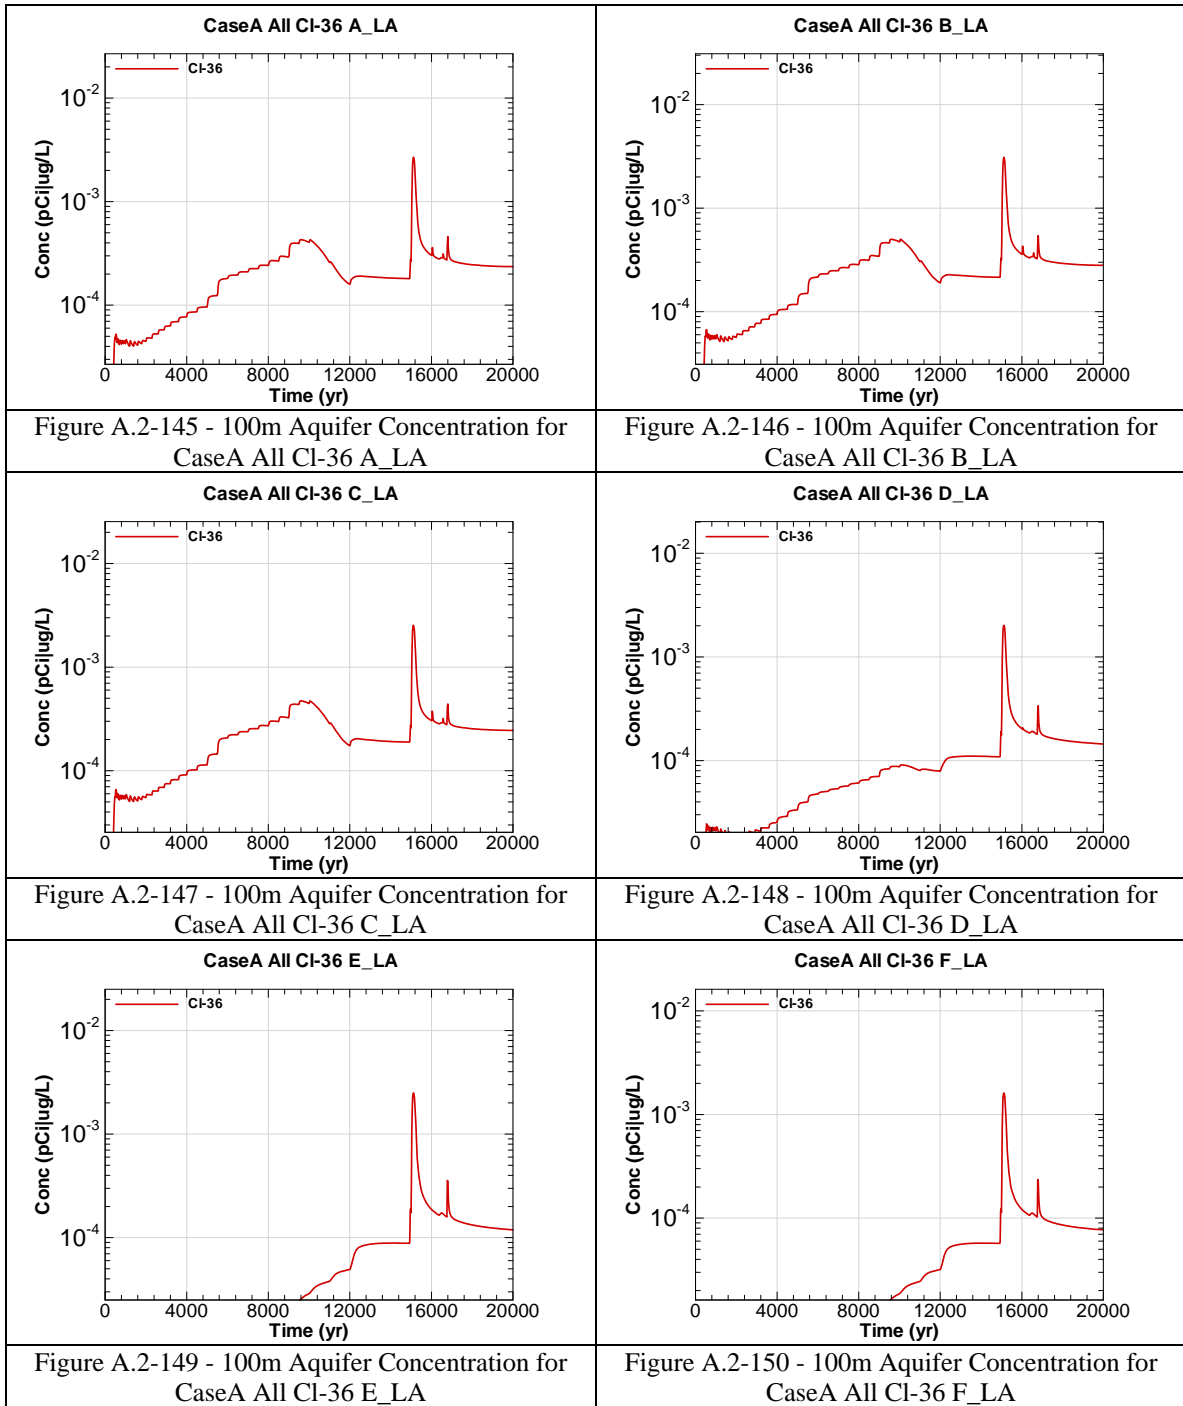 CaseA All Cl-36 A_LA
Cl-36
Conc (pCi|ug/L)
10-2
10-3
10-4
0 4000 8000 12000 16000 20000
Time (yr)
Figure A.2-145 - 100m Aquifer Concentration for
CaseA All Cl-36 A_LA
CaseA All Cl-36 B_LA
Cl-36
Conc (pCi|ug/L)
10-2
10-3
10-4
0 4000 8000 12000 16000 20000
Time (yr)
Figure A.2-146 - 100m Aquifer Concentration for
CaseA All Cl-36 B_LA
CaseA All Cl-36 C_LA
Cl-36
Conc (pCi|ug/L)
10-2
10-3
10-4
0 4000 8000 12000 16000 20000
Time (yr)
Figure A.2-147 - 100m Aquifer Concentration for
CaseA All Cl-36 C_LA
CaseA All Cl-36 D_LA
Cl-36
Conc (pCi|ug/L)
10-2
10-3
10-4
0 4000 8000 12000 16000 20000
Time (yr)
Figure A.2-148 - 100m Aquifer Concentration for
CaseA All Cl-36 D_LA
CaseA All Cl-36 E_LA
Cl-36
Conc (pCi|ug/L)
10-2
10-3
10-4
0 4000 8000 12000 16000 20000
Time (yr)
Figure A.2-149 - 100m Aquifer Concentration for
CaseA All Cl-36 E_LA
CaseA All Cl-36 F_LA
Cl-36
Conc (pCi|ug/L)
10-2
10-3
10-4
0 4000 8000 12000 16000 20000
Time (yr)
Figure A.2-150 - 100m Aquifer Concentration for
CaseA All Cl-36 F_LA